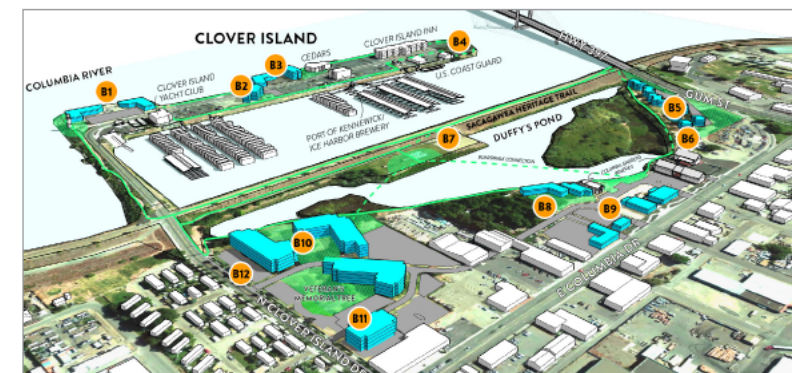 CLOVER ISLAND
HWY 397
B4
CLOVER ISLAND INN
CEDARS
B3
COLUMBIA RIVER
B1
B2
CLOVER ISLAND
YACHT CLUB
U.S. COAST GUARD
GUM ST
B5
PORT OF KENNEWICK/
ICE HARBOR BREWERY
SACAGAWEA HERITAGE TRAIL
B7
DUFFY'S POND
B6
B8
B9
B10
B12
E COLUMBIA DR
VETERAN'S
MEMORIAL TREE
N CLOVER ISLAND DR
B11